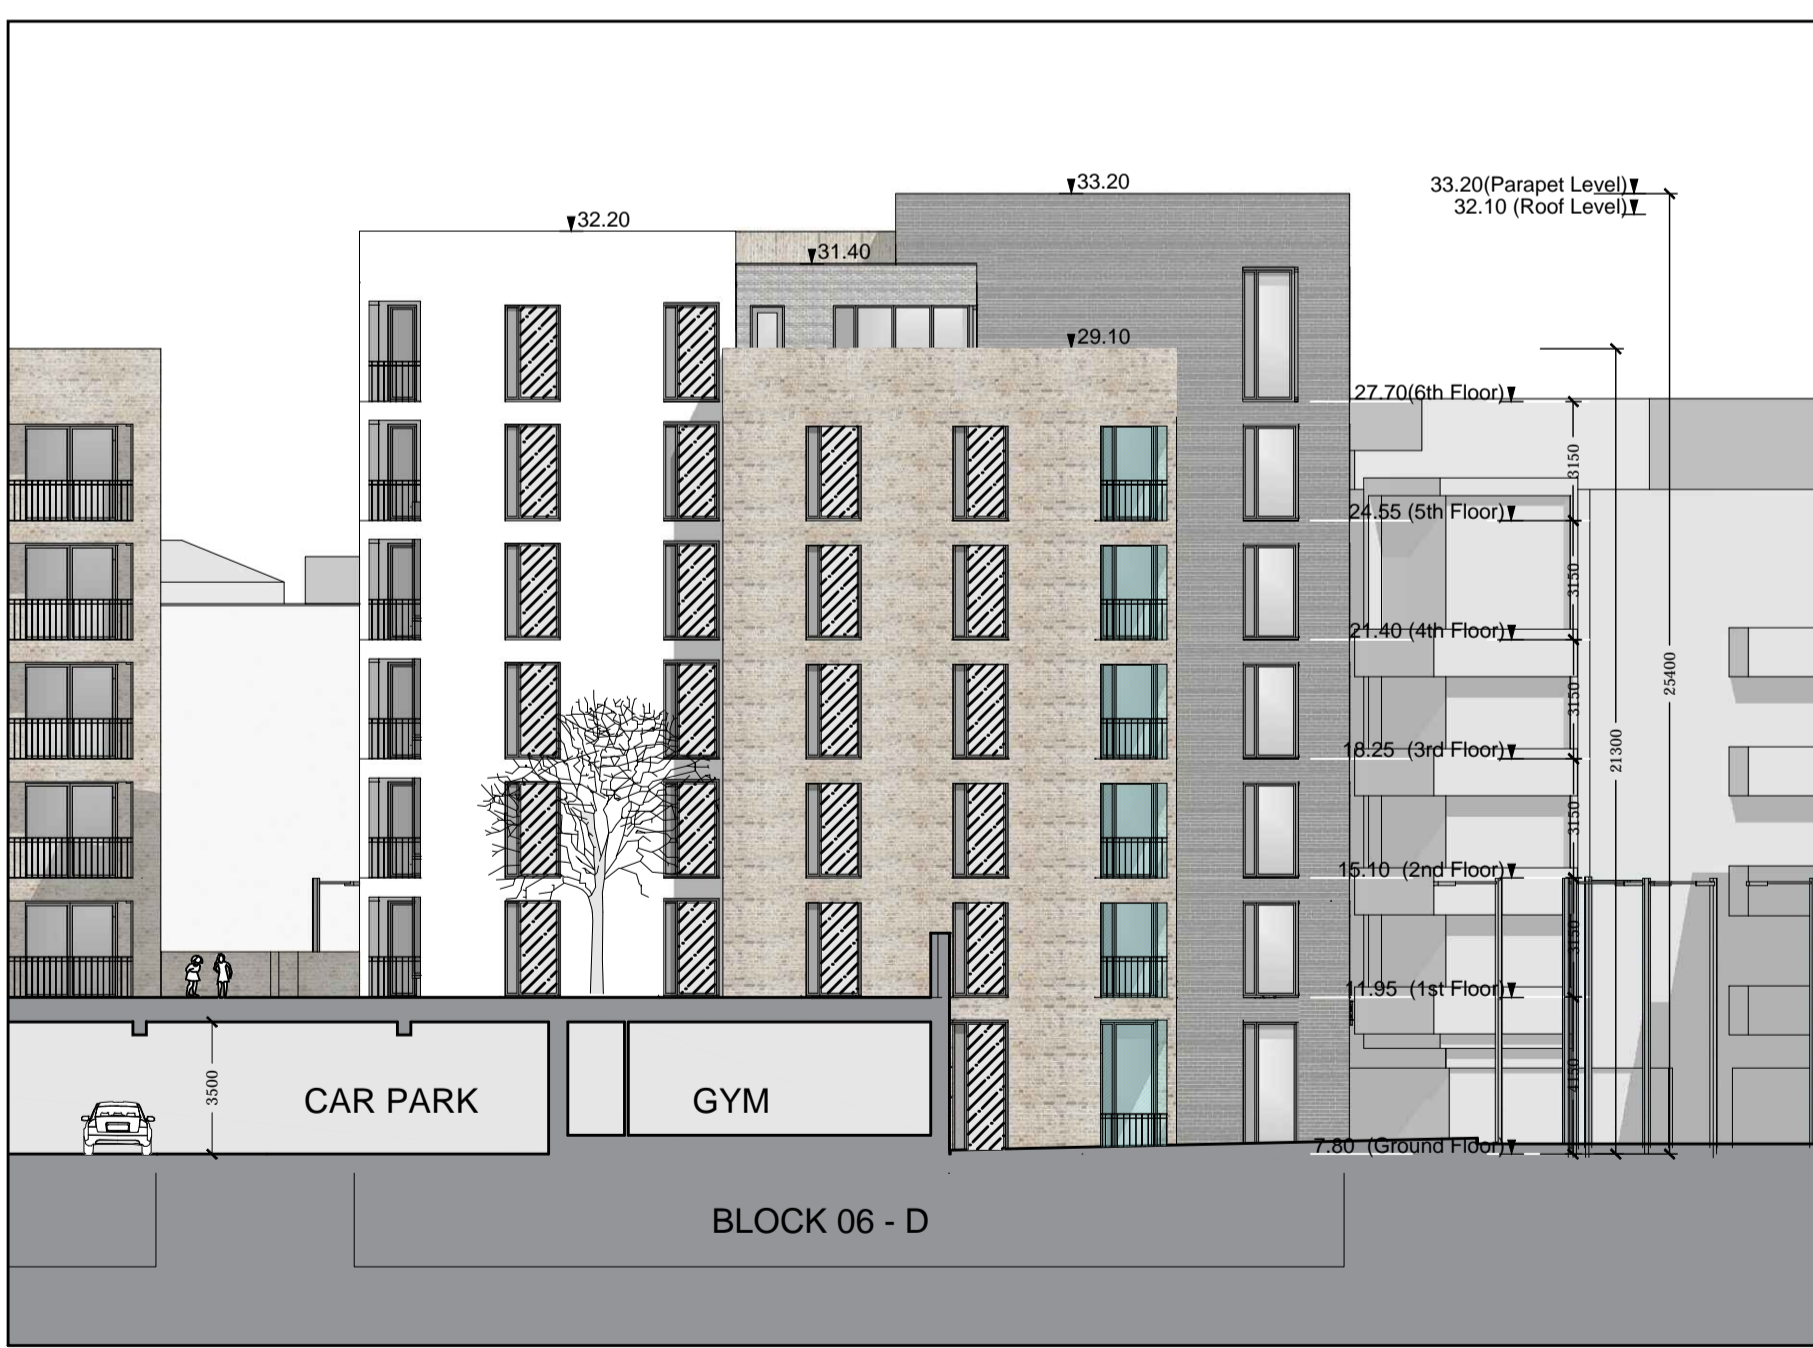 33.20
33.20(Parapet Level)
32.10 (Roof Level)
32.20
31.40
29.10
27.70(6th Floor)
3150
24.55 (5th Floor)
3150
21.40 (4th Floor)
3150
25400
18.25 (3rd Floor)
21300
3150
15.10 (2nd Floor)
3150
11.95 (1st Floor)
4150
3500
CAR PARK
GYM
7.80 (Ground Floor)
BLOCK 06 - D